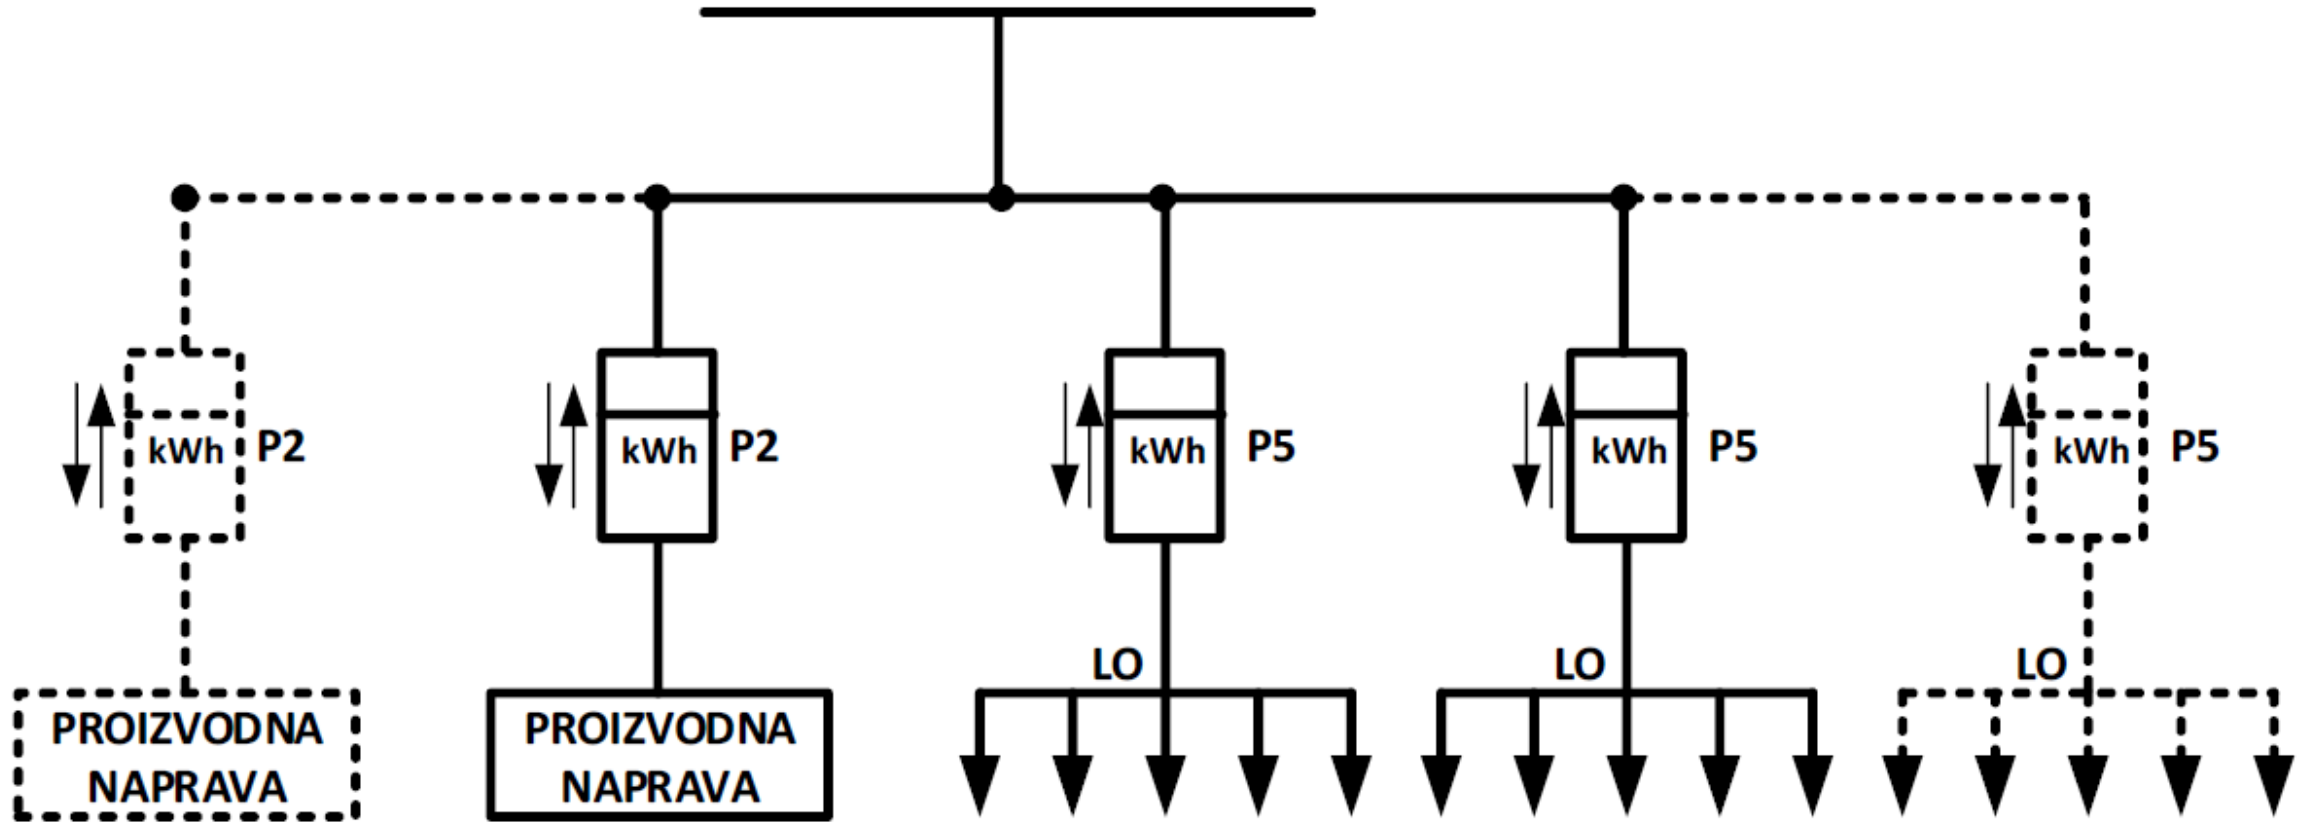 kWh P2
kWh P2
kWh P5
kWh P5
kWh P5
LO
LO
LO
PROIZVODNA
NAPRAVA
PROIZVODNA
NAPRAVA